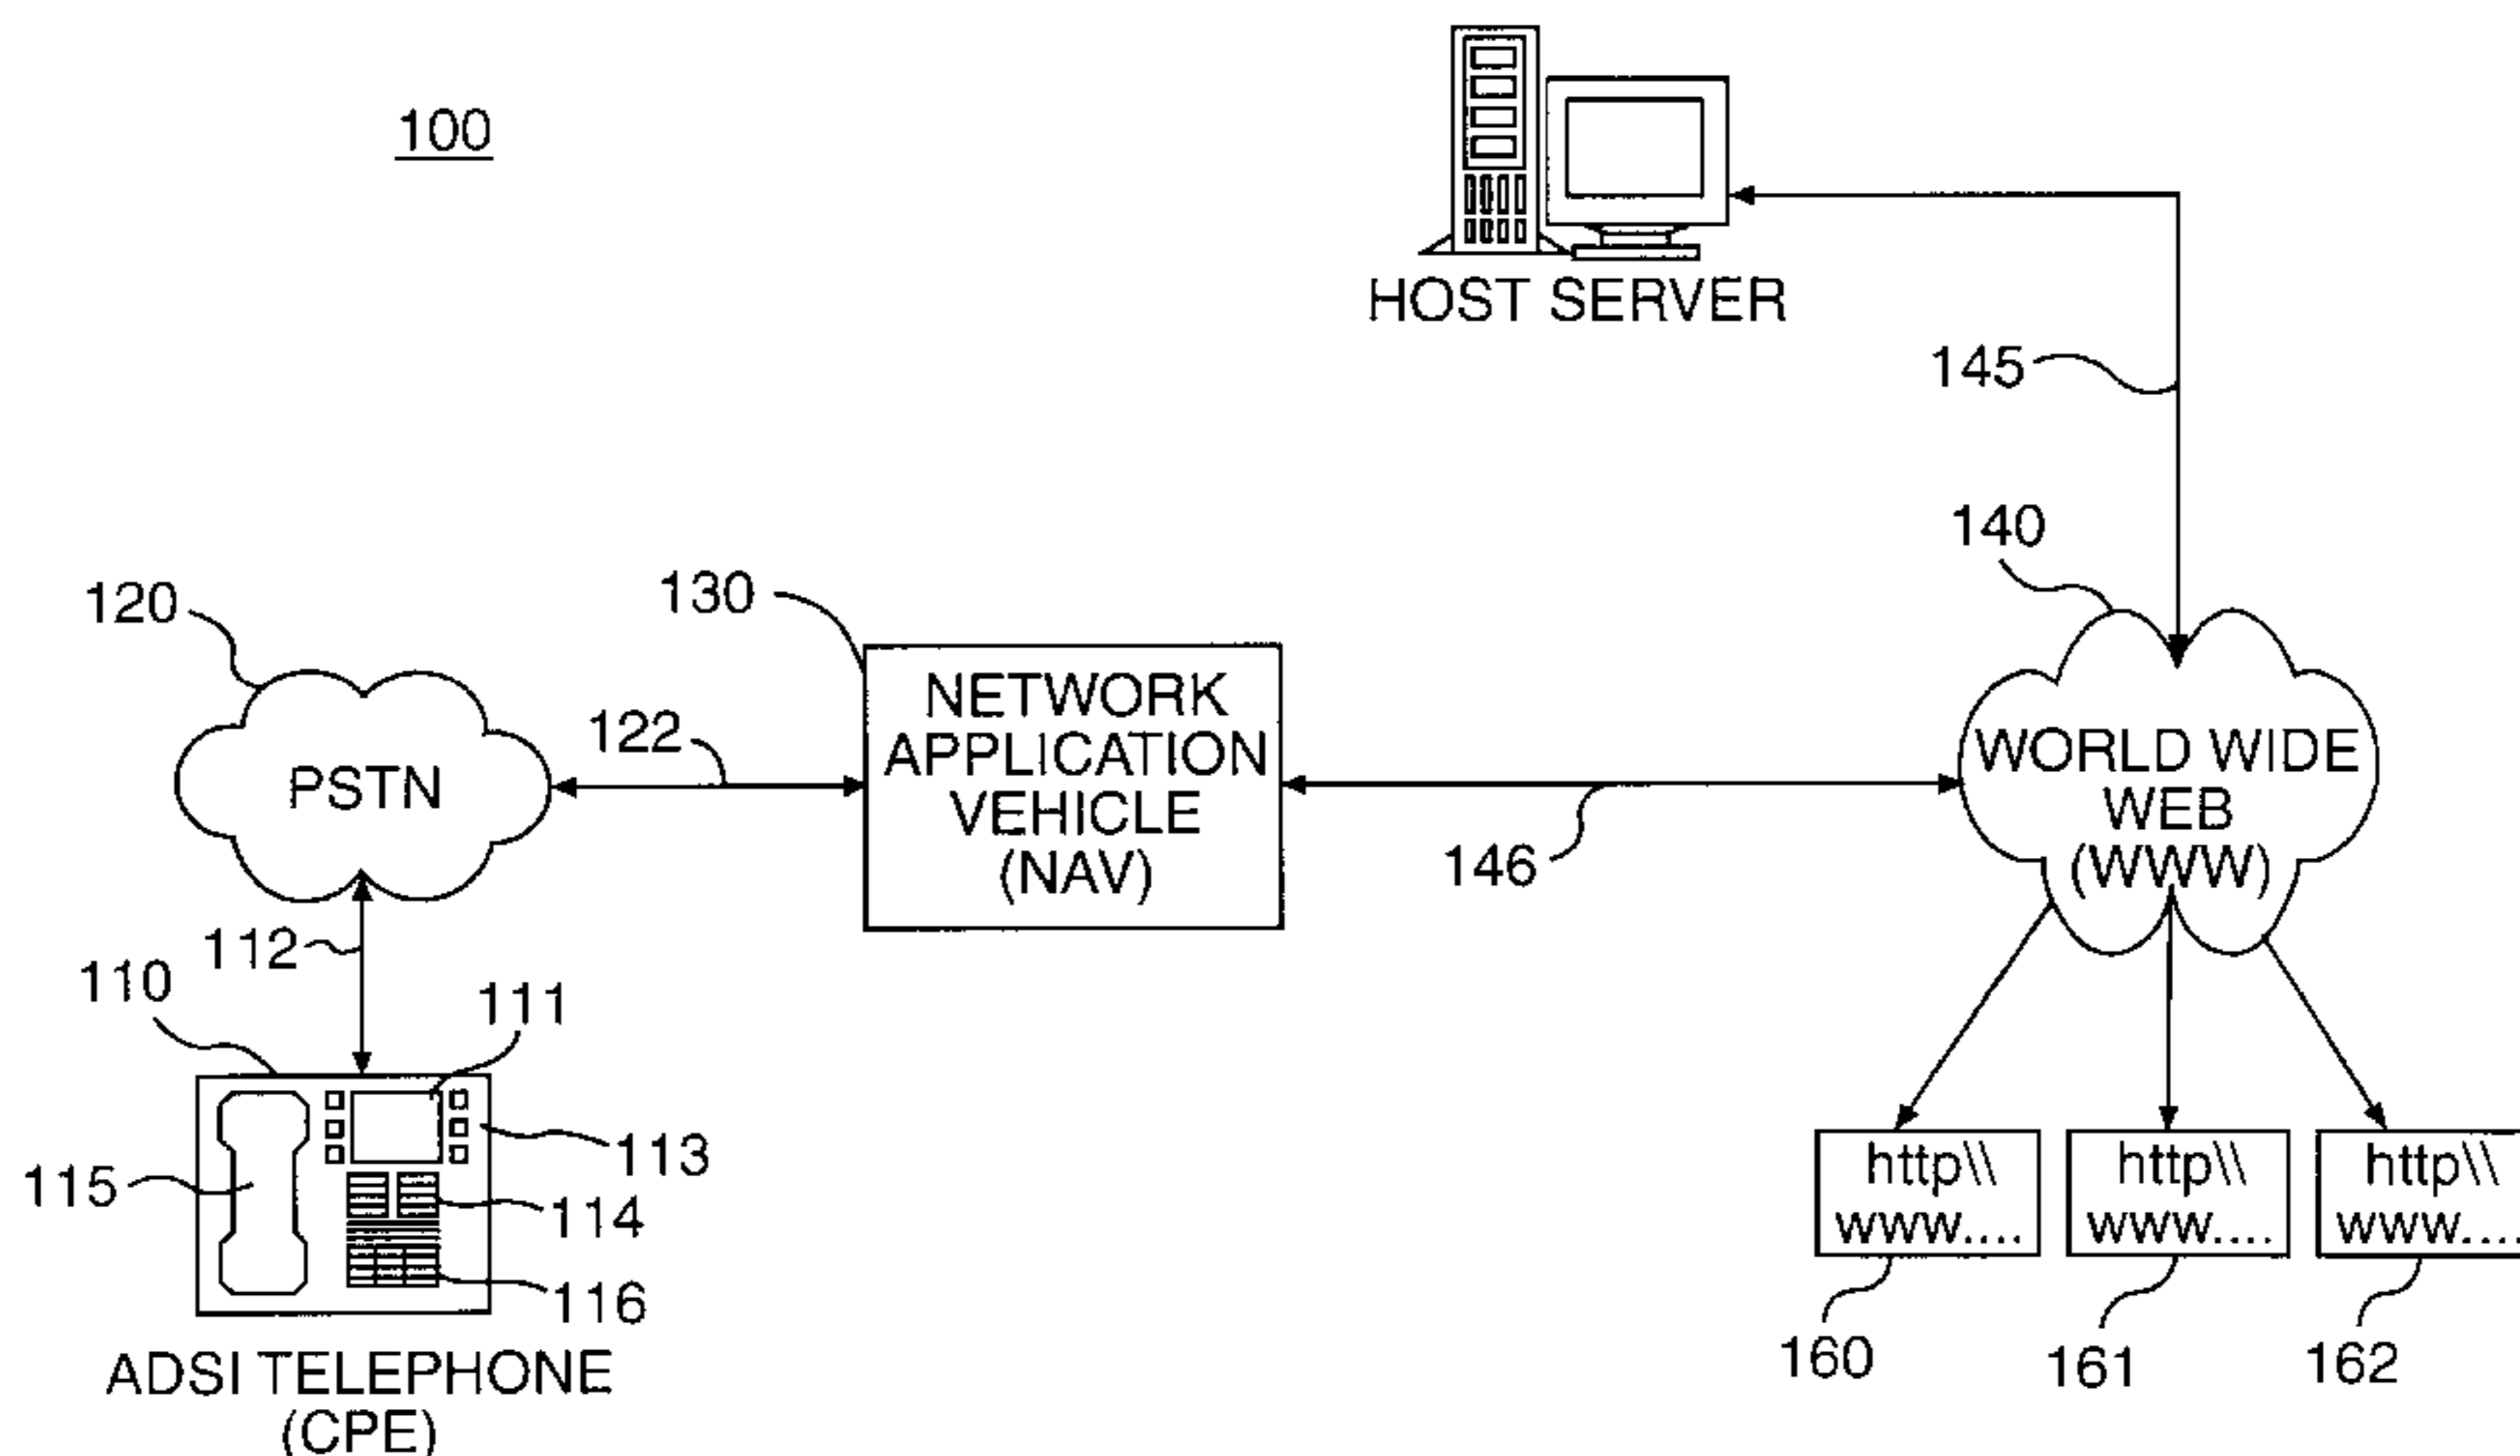 100
HOST SERVER
145
140
130
120
NETWORK
APPLICATION
VEHICLE
(NAV)
122
PSTN
WORLD WIDE
WEB
(WWW)
146
112
110
111
113
115
114
116
http\\
www....
http\\
www....
http\\
www....
160
161
162
ADSI TELEPHONE
(CPE)